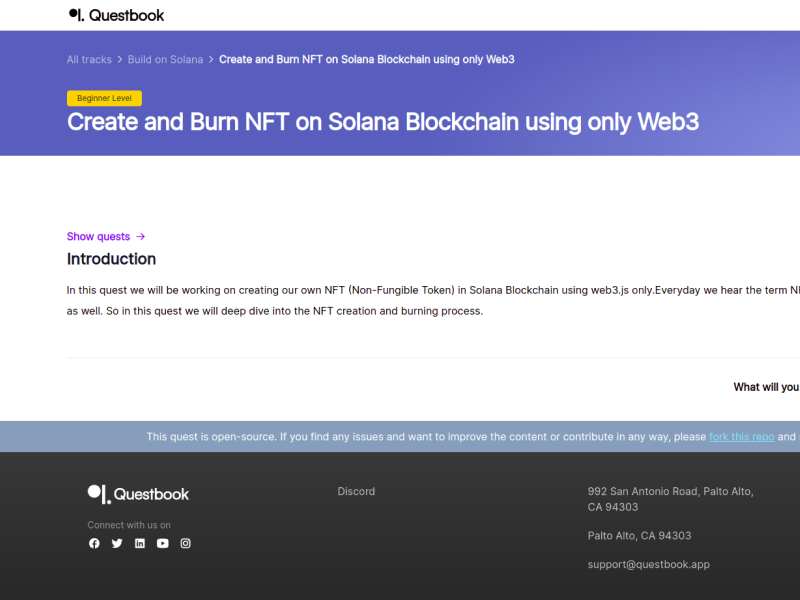 Questbook
All tracks > Build on Solana > Create and Burn NFT on Solana Blockchain using only Web3
Beginner Level
Create and Burn NFT on Solana Blockchain using only Web3
Show quests →
Introduction
In this quest we will be working on creating our own NFT (Non-Fungible Token) in Solana Blockchain using web3.js only.Everyday we hear the term
as well. So in this quest we will deep dive into the NFT creation and burning process.
What will you
This quest is open-source. If you find any issues and want to improve the content or contribute in any way, please fork this repo and
Questbook
Connect with us on
Discord
992 San Antonio Road, Palo Alto,
CA 94303
Palo Alto, CA 94303
support@questbook.app